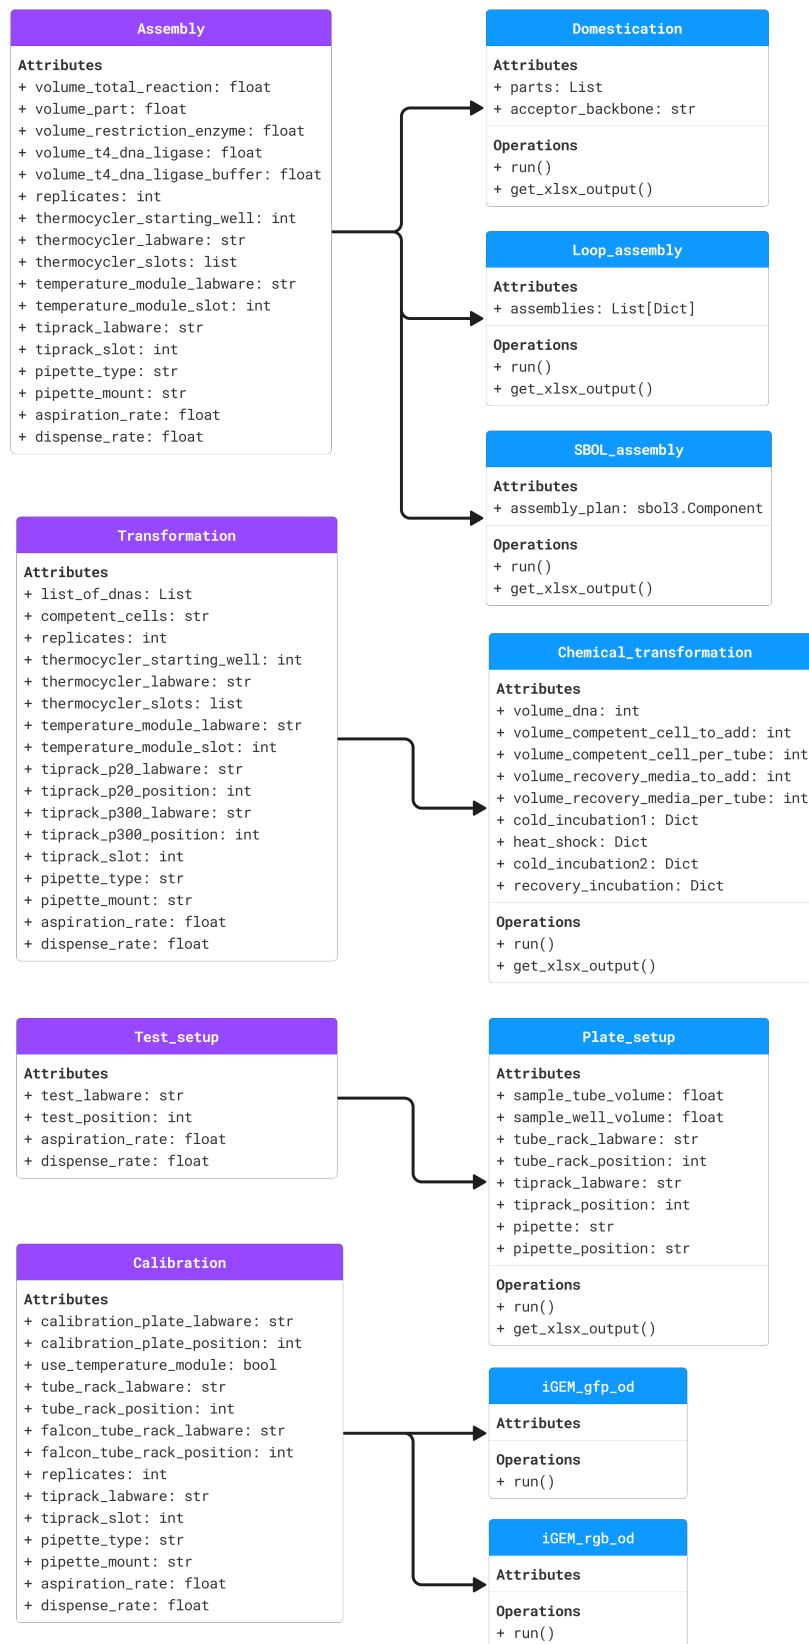 Assembly
Attributes
+ volume_total_reaction: float
+ volume_part: float
+ volume_restriction_enzyme: float
+ volume_t4_dna_ligase: float
+ volume_t4_dna_ligase_buffer: float
+ replicates: int
+ thermocycler_starting_well: int
+ thermocycler_labware: str
+ thermocycler_slots: list
+ temperature_module_labware: str
+ temperature_module_slot: int
+ tiprack_labware: str
+ tiprack_slot: int
+ pipette_type: str
+ pipette_mount: str
+ aspiration_rate: float
+ dispense_rate: float
Domestication
Attributes
+ parts: List
+ acceptor_backbone: str
Operations
+ run()
+ get_xlsx_output()
Loop_assembly
Attributes
+ assemblies: List[Dict]
Operations
+ run()
+ get_xlsx_output()
SBOL_assembly
Attributes
+ assembly_plan: sbol3.Component
Operations
+ run()
+ get_xlsx_output()
Transformation
Attributes
+ list_of_dnas: List
+ competent_cells: str
+ replicates: int
+ thermocycler_starting_well: int
+ thermocycler_labware: str
+ thermocycler_slots: list
+ temperature_module_labware: str
+ temperature_module_slot: int
+ tiprack_p20_labware: str
+ tiprack_p20_position: int
+ tiprack_p300_labware: str
+ tiprack_p300_position: int
+ tiprack_slot: int
+ pipette_type: str
+ pipette_mount: str
+ aspiration_rate: float
+ dispense_rate: float
Chemical_transformation
Attributes
+ volume_dna: int
+ volume_competent_cell_to_add: int
+ volume_competent_cell_per_tube: int
+ volume_recovery_media_to_add: int
+ volume_recovery_media_per_tube: int
+ cold_incubation1: Dict
+ heat_shock: Dict
+ cold_incubation2: Dict
+ recovery_incubation: Dict
Operations
+ run()
+ get_xlsx_output()
Test_setup
Attributes
+ test_labware: str
+ test_position: int
+ aspiration_rate: float
+ dispense_rate: float
Plate_setup
Attributes
+ sample_tube_volume: float
+ sample_well_volume: float
+ tube_rack_labware: str
+ tube_rack_position: int
+ tiprack_labware: str
+ tiprack_position: int
+ pipette: str
+ pipette_position: str
Operations
+ run()
+ get_xlsx_output()
Calibration
Attributes
+ calibration_plate_labware: str
+ calibration_plate_position: int
+ use_temperature_module: bool
+ tube_rack_labware: str
+ tube_rack_position: int
+ falcon_tube_rack_labware: str
+ falcon_tube_rack_position: int
+ replicates: int
+ tiprack_labware: str
+ tiprack_slot: int
+ pipette_type: str
+ pipette_mount: str
+ aspiration_rate: float
+ dispense_rate: float
iGEM_gfp_od
Attributes
Operations
+ run()
iGEM_rgb_od
Attributes
Operations
+ run()